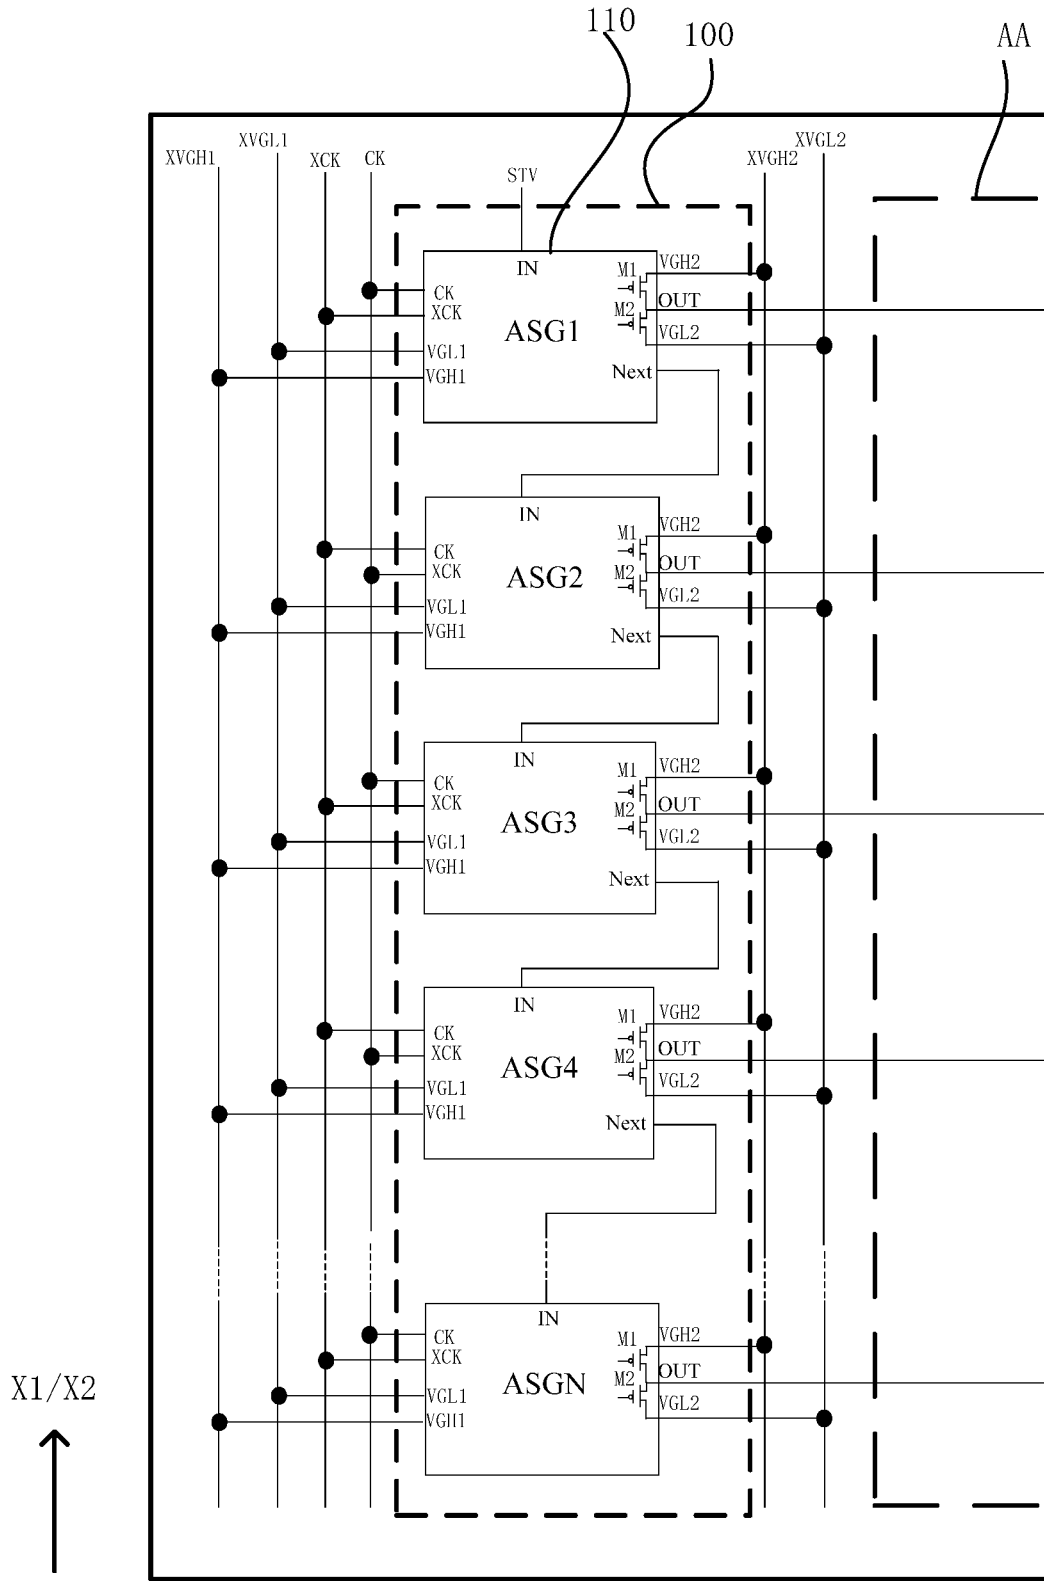 110
100
AA
XVGH1
XVGL1
XCK
CK
STV
XVGH2
XVGL2
IN
CK
XCK
VGL1
VGH1
ASG1
M1
M2
VGH2
OUT
VGL2
Next
IN
CK
XCK
VGL1
VGH1
ASG2
M1
M2
VGH2
OUT
VGL2
Next
IN
CK
XCK
VGL1
VGH1
ASG3
M1
M2
VGH2
OUT
VGL2
Next
IN
CK
XCK
VGL1
VGH1
ASG4
M1
M2
VGH2
OUT
VGL2
Next
IN
CK
XCK
VGL1
VGH1
ASGN
M1
M2
VGH2
OUT
VGL2
X1/X2